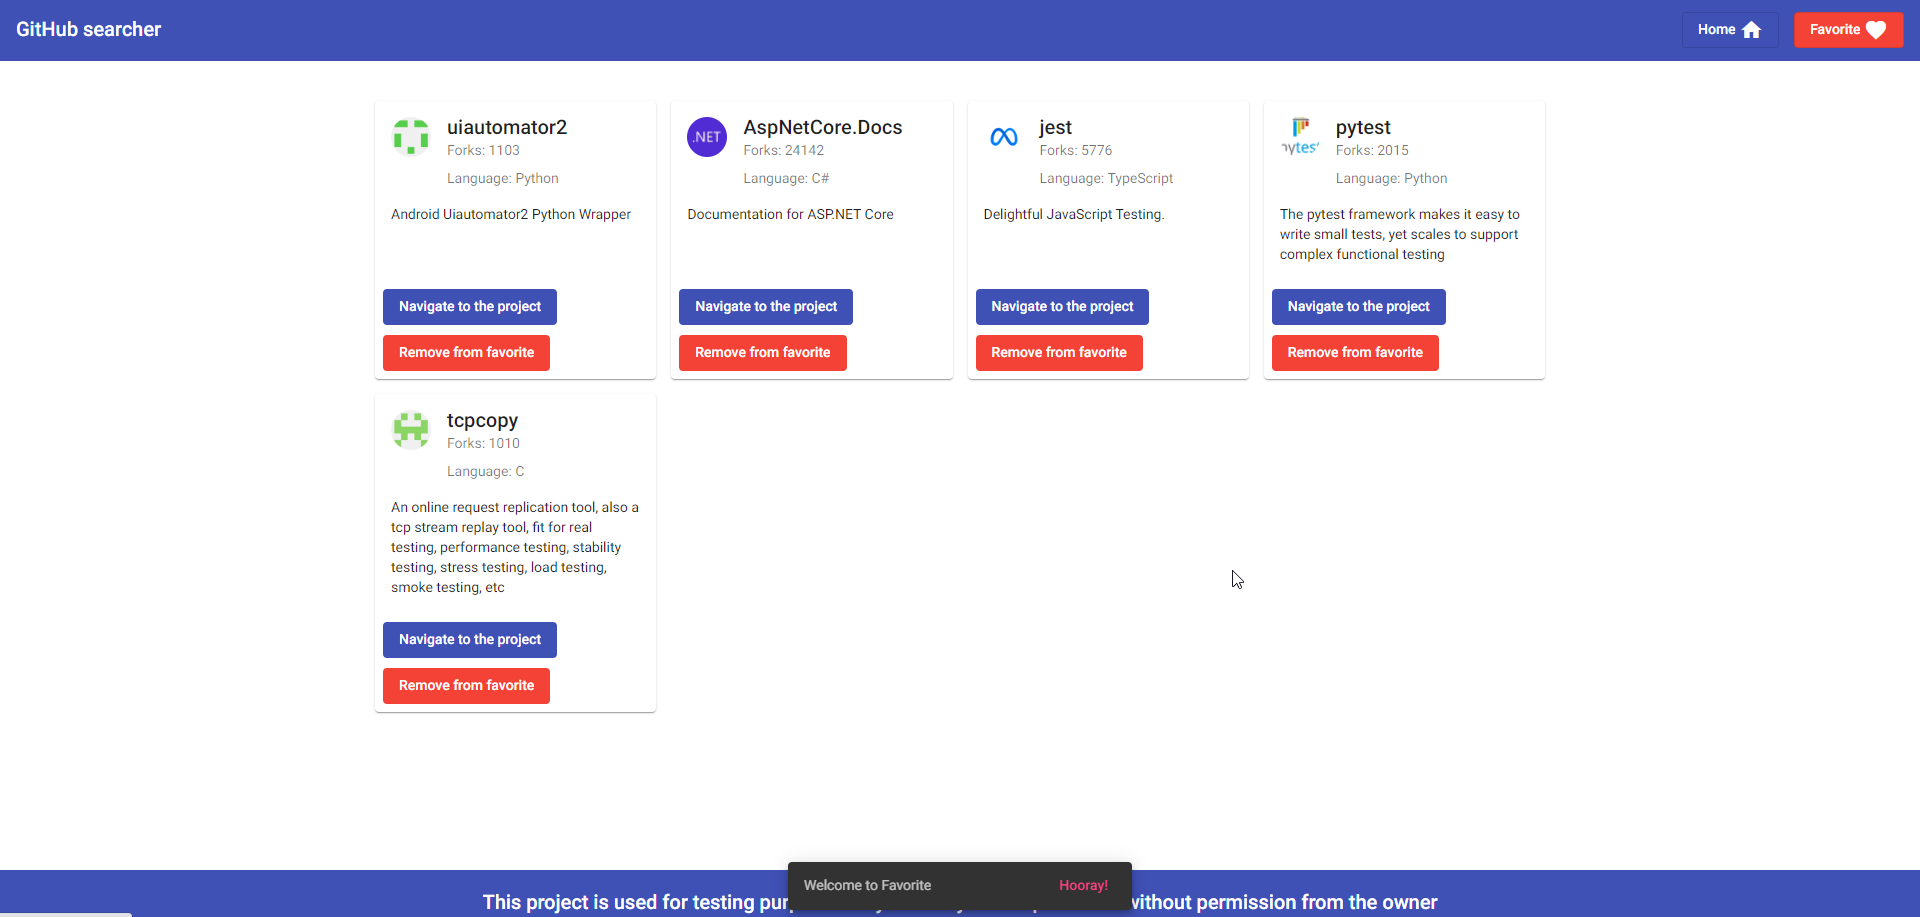 GitHub searcher
Home
Favorite
uiautomator2
Forks: 1103
Language: Python
Android Uiautomator2 Python Wrapper
Navigate to the project
Remove from favorite
.NET
AspNetCore.Docs
Forks: 24142
Language: C#
Documentation for ASP.NET Core
Navigate to the project
Remove from favorite
jest
Forks: 5776
Language: TypeScript
Delightful JavaScript Testing.
Navigate to the project
Remove from favorite
pytest
Forks: 2015
Language: Python
The pytest framework makes it easy to
write small tests, yet scales to support
complex functional testing
Navigate to the project
Remove from favorite
tcpcopy
Forks: 1010
Language: C
An online request replication tool, also a
tcp stream replay tool, fit for real
testing, performance testing, stability
testing, stress testing, load testing,
smoke testing, etc
Navigate to the project
Remove from favorite
Welcome to Favorite
Hooray!
This project is used for testing without permission from the owner